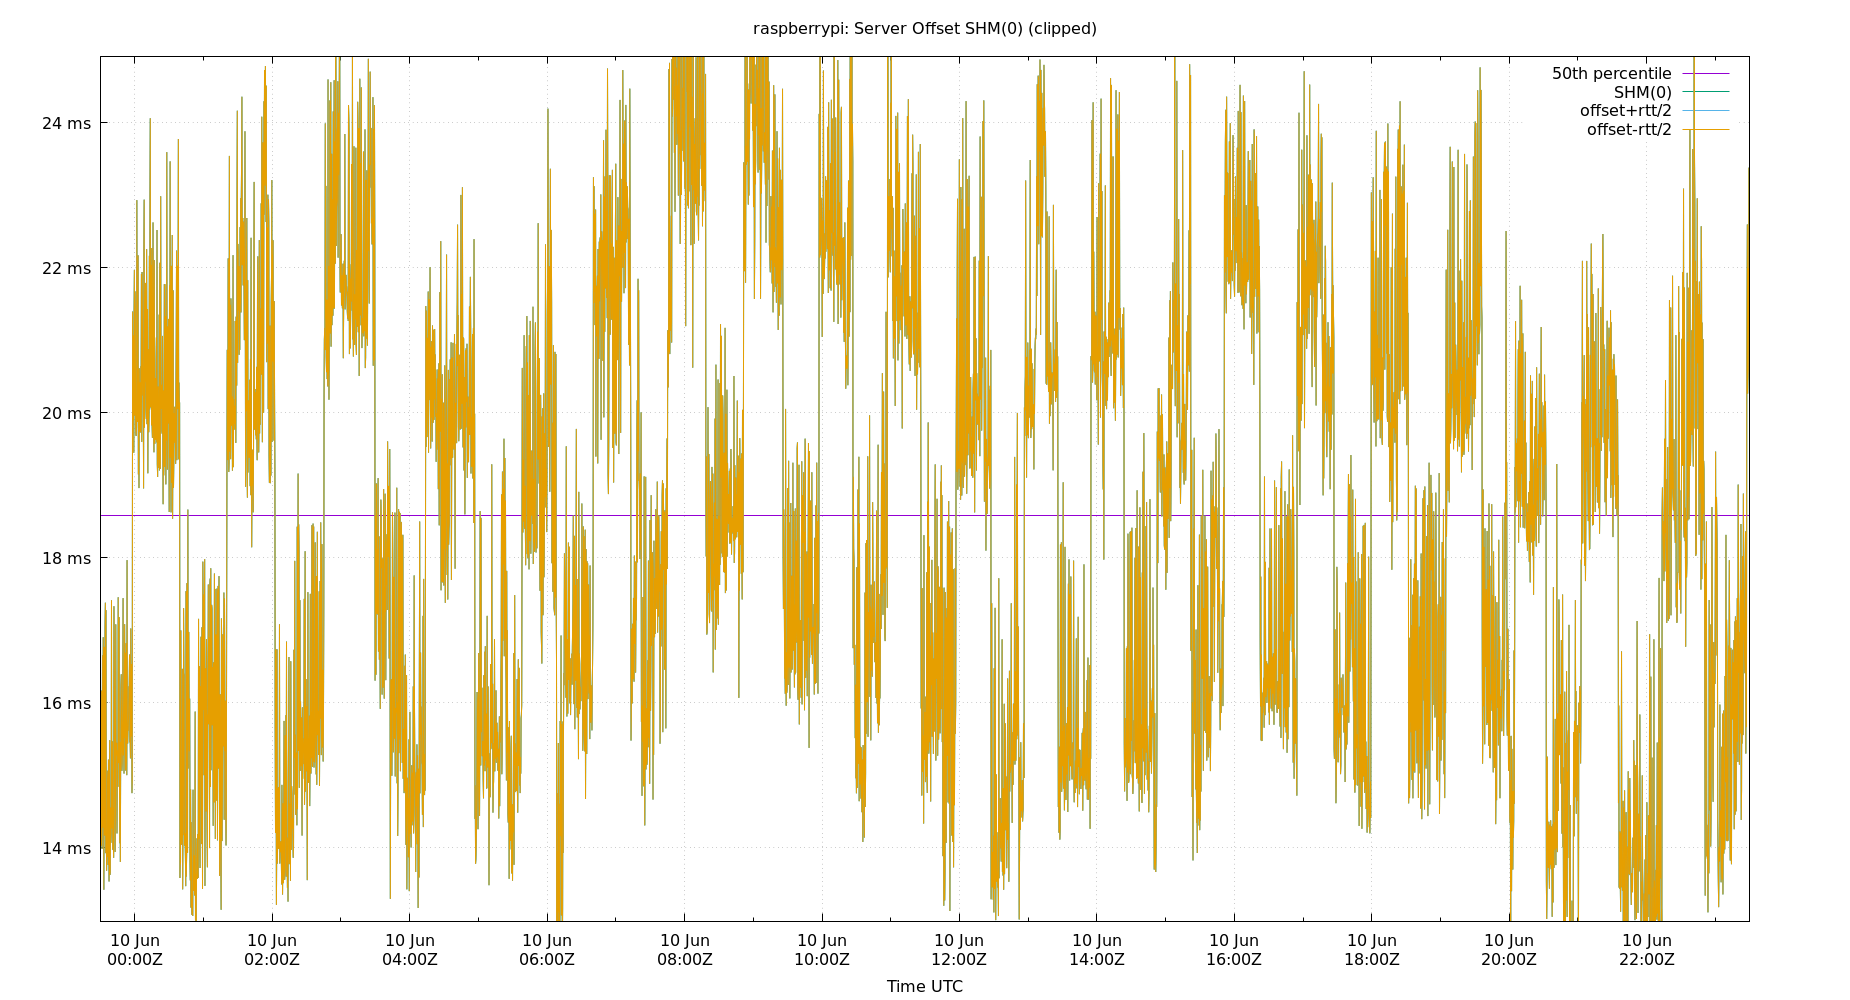 raspberrypi: Server Offset SHM(0) (clipped)
50th percentile
SHM(0)
offset+rtt/2
offset-rtt/2
24 ms
22 ms
20 ms
18 ms
16 ms
14 ms
10 Jun 10 Jun 10 Jun 10 Jun 10 Jun 10 Jun 10 Jun 10 Jun 10 Jun 10 Jun 10 Jun 10 Jun
00:00Z 02:00Z 04:00Z 06:00Z 08:00Z 10:00Z 12:00Z 14:00Z 16:00Z 18:00Z 20:00Z 22:00Z
Time UTC